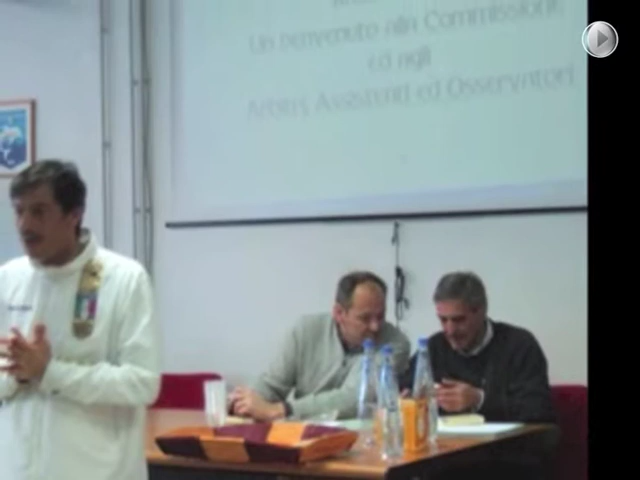 Un benvenuto alla Commissione
ed agli
Arbitri, Assistenti ed Osservatori